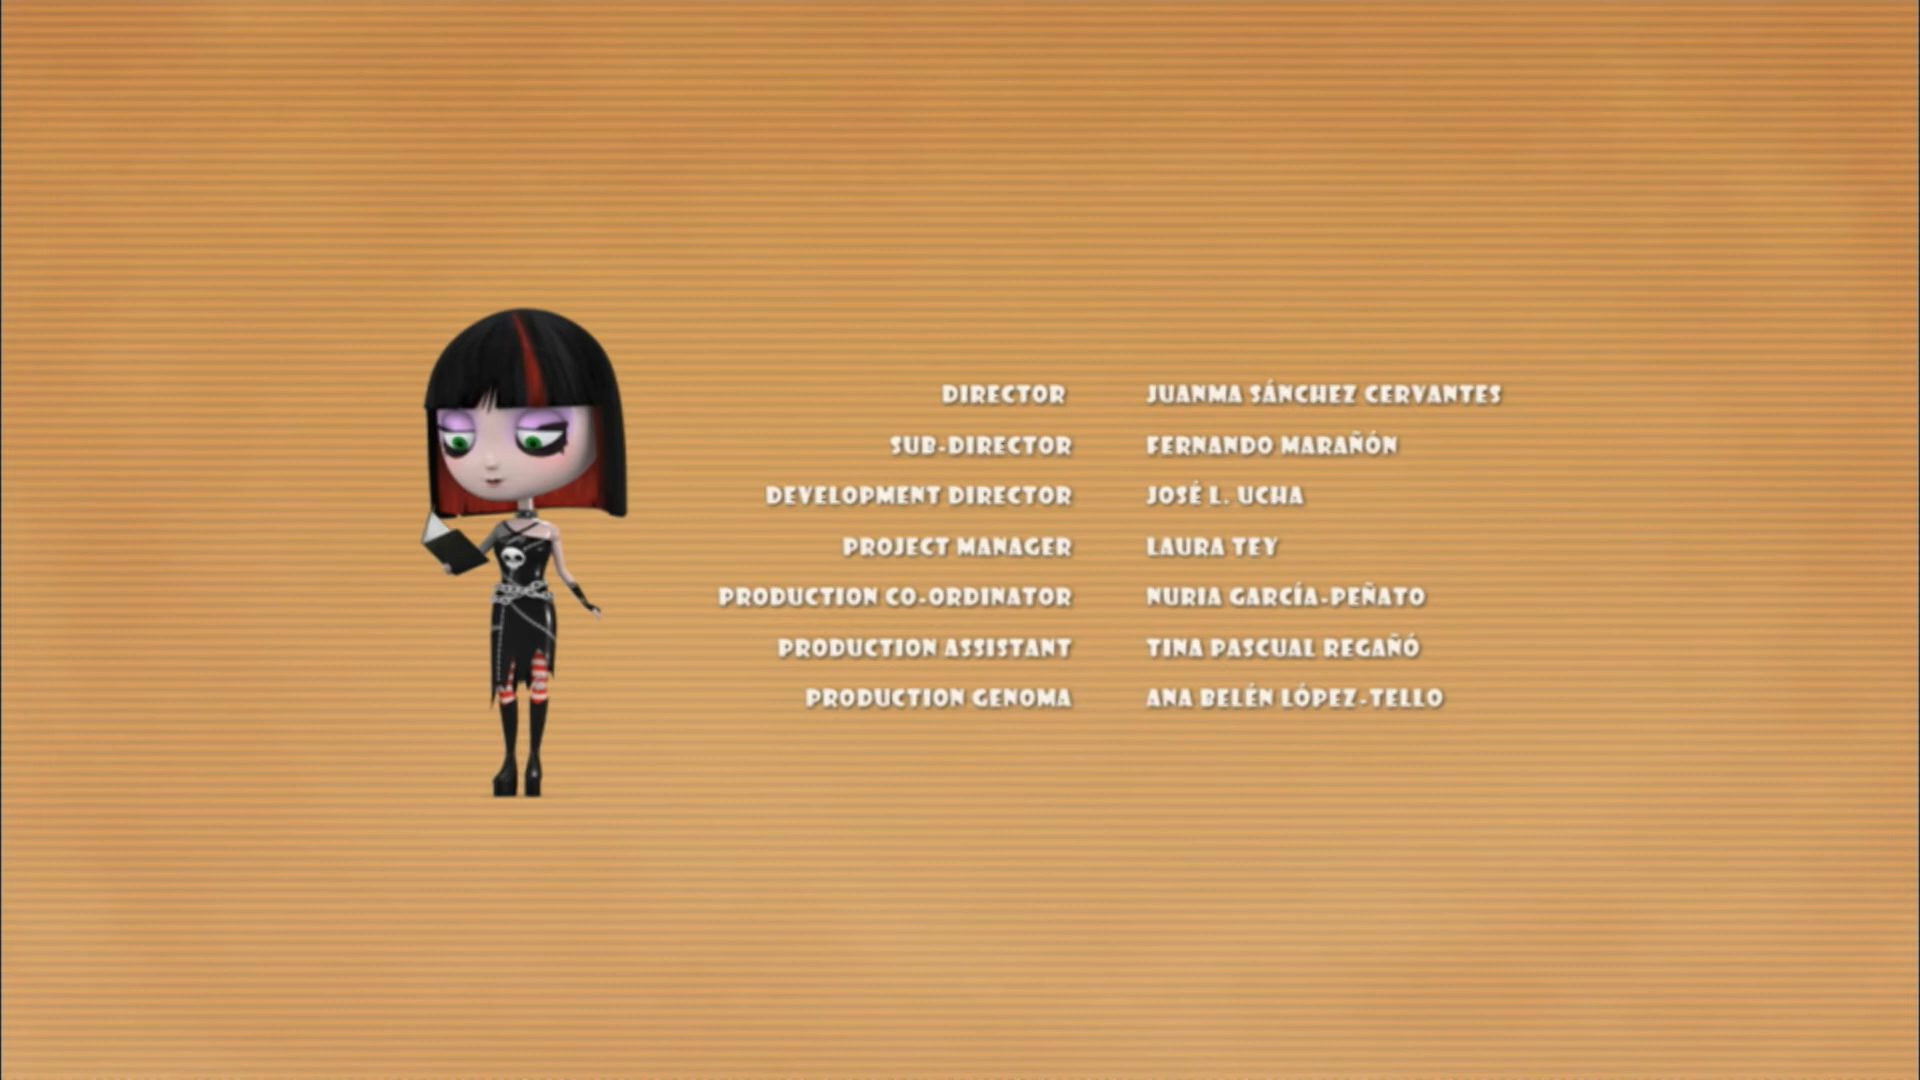 DIRECTOR JUANMA SÁNCHEZ CERVANTES
SUB-DIRECTOR FERNANDO MARAÑÓN
DEVELOPMENT DIRECTOR JOSÉ L. UCHA
PROJECT MANAGER LAURA TEY
PRODUCTION CO-ORDINATOR NURIA GARCÍA-PEÑATO
PRODUCTION ASSISTANT TINA PASCUAL REGAÑÓ
PRODUCTION GENOMA ANA BELÉN LÓPEZ-TELLO